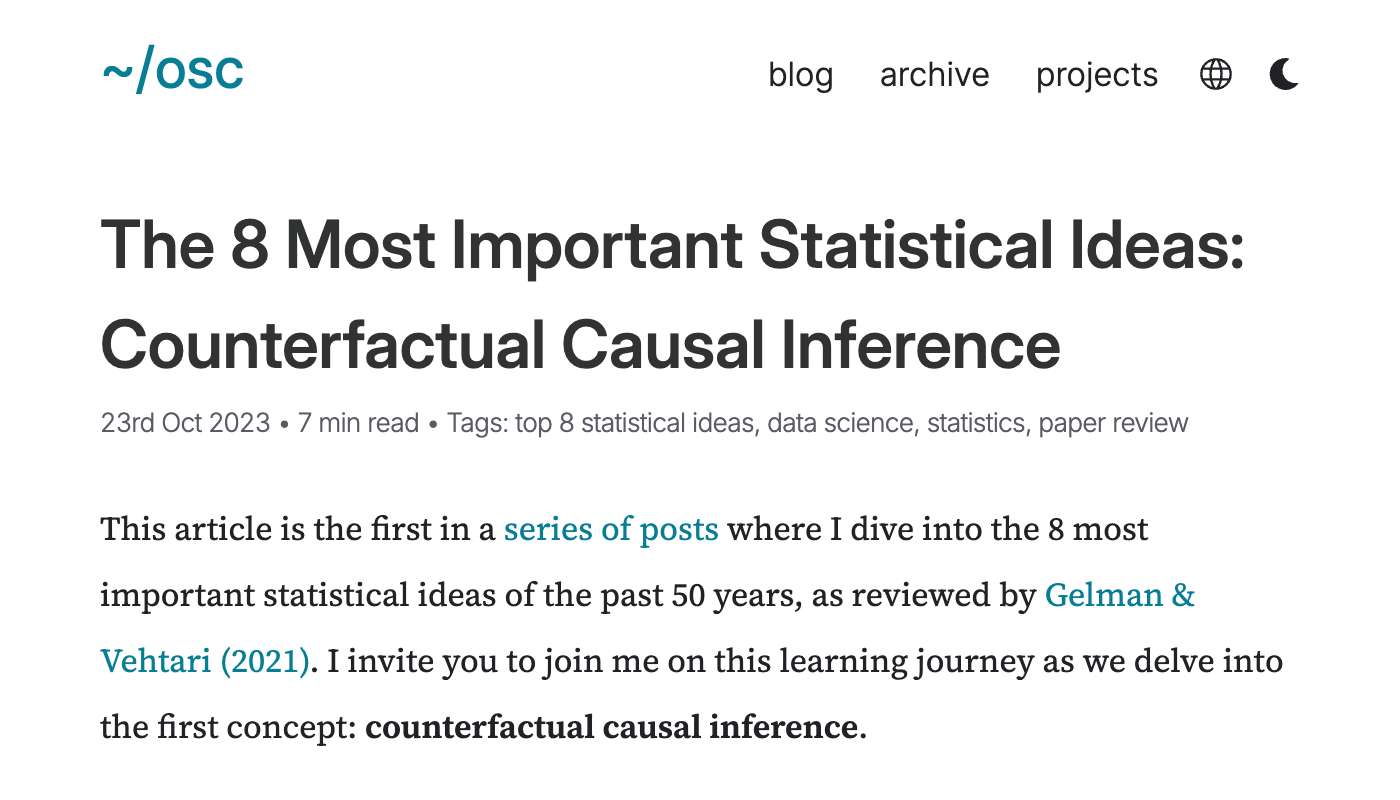 ~/osc
blog archive projects
The 8 Most Important Statistical Ideas:
Counterfactual Causal Inference
23rd Oct 2023 • 7 min read • Tags: top 8 statistical ideas, data science, statistics, paper review
This article is the first in a series of posts where I dive into the 8 most
important statistical ideas of the past 50 years, as reviewed by Gelman &
Vehtari (2021). I invite you to join me on this learning journey as we delve into
the first concept: counterfactual causal inference.